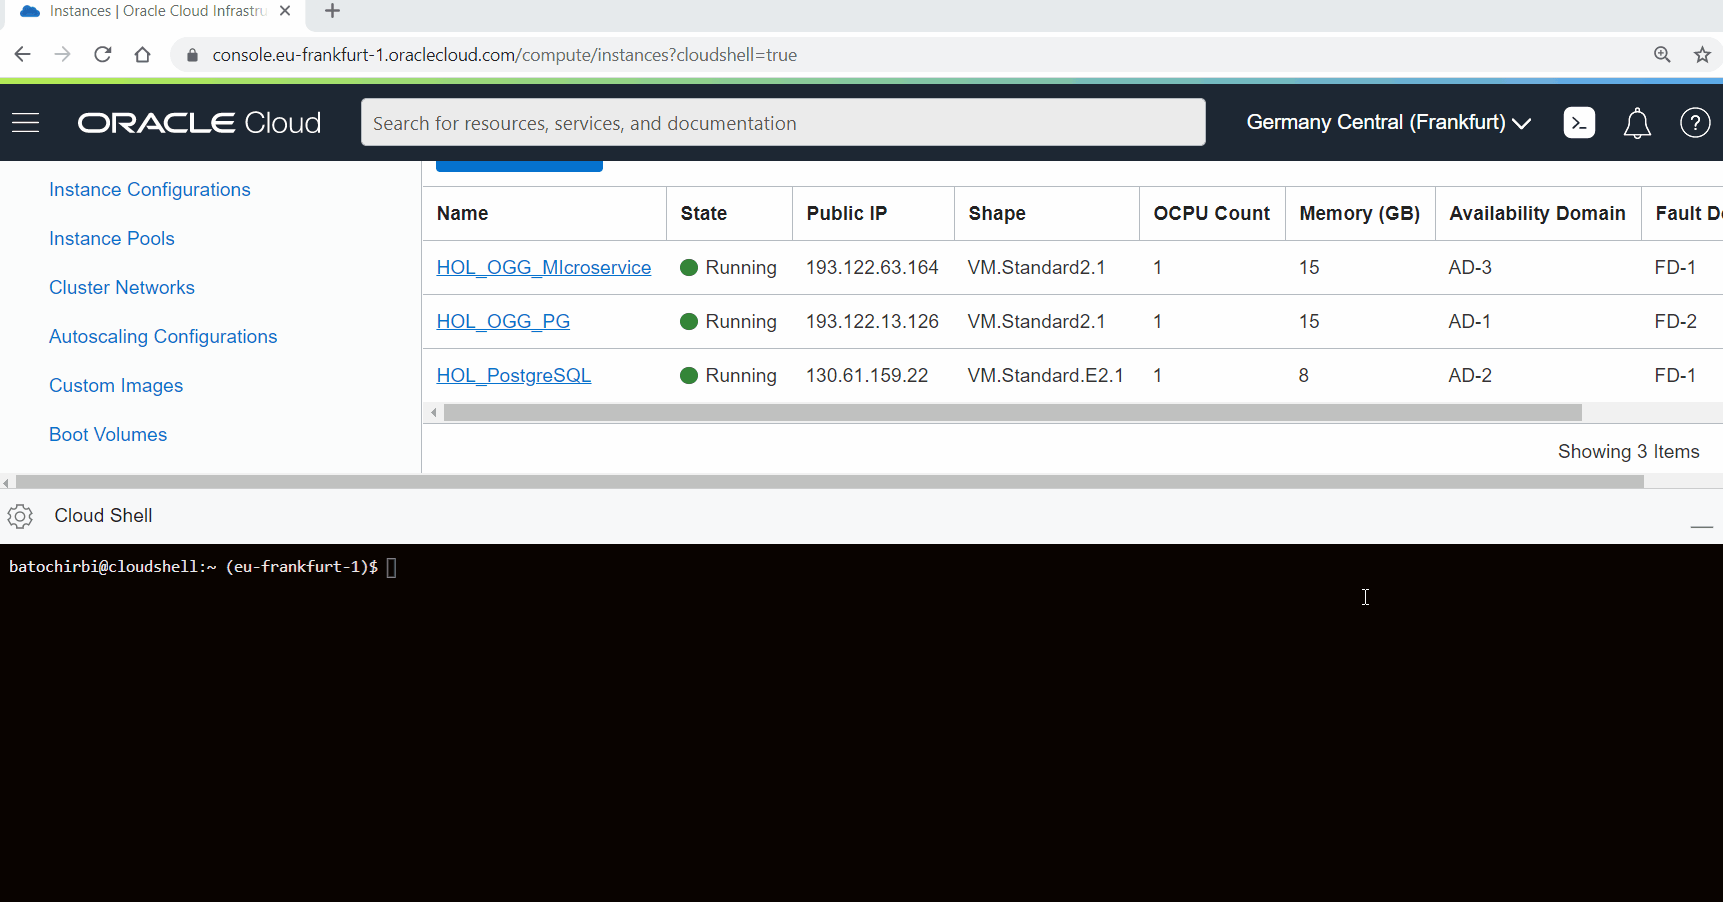 Instances | Oracle Cloud Infrastru
console.eu-frankfurt-1.oraclecloud.com/compute/instances?cloudshell=true
ORACLE Cloud
Search for resources, services, and documentation
Germany Central (Frankfurt)
Instance Configurations
Instance Pools
Cluster Networks
Autoscaling Configurations
Custom Images
Boot Volumes
Name State Public IP Shape OCPU Count Memory (GB) Availability Domain Fault D
HOL_OGG_MIcroservice Running 193.122.63.164 VM.Standard2.1 1 15 AD-3 FD-1
HOL_OGG_PG Running 193.122.13.126 VM.Standard2.1 1 15 AD-1 FD-2
HOL_PostgreSQL Running 130.61.159.22 VM.Standard.E2.1 1 8 AD-2 FD-1
Showing 3 Items
Cloud Shell
batochirbi@cloudshell:~ (eu-frankfurt-1)$